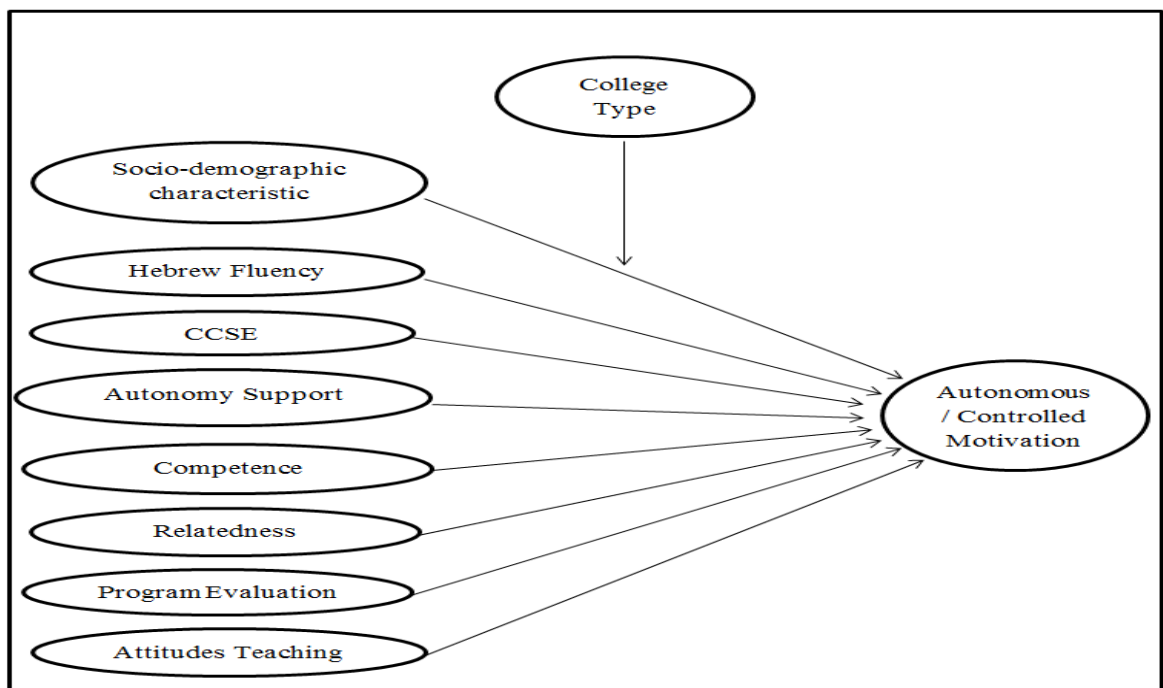 College
Type
Socio-demographic
characteristic
Hebrew Fluency
CCSE
Autonomy Support
Competence
Relatedness
Program Evaluation
Attitudes Teaching
Autonomous
/ Controlled
Motivation